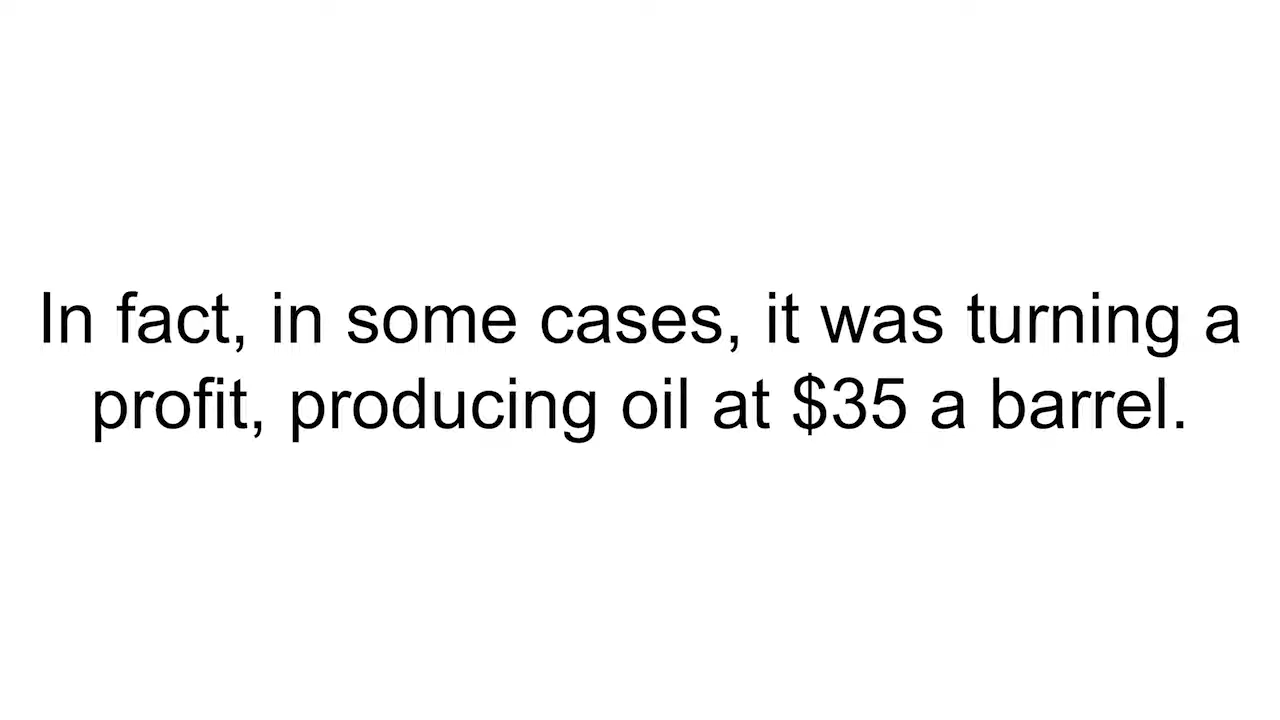 In fact, in some cases, it was turning a
profit, producing oil at $35 a barrel.